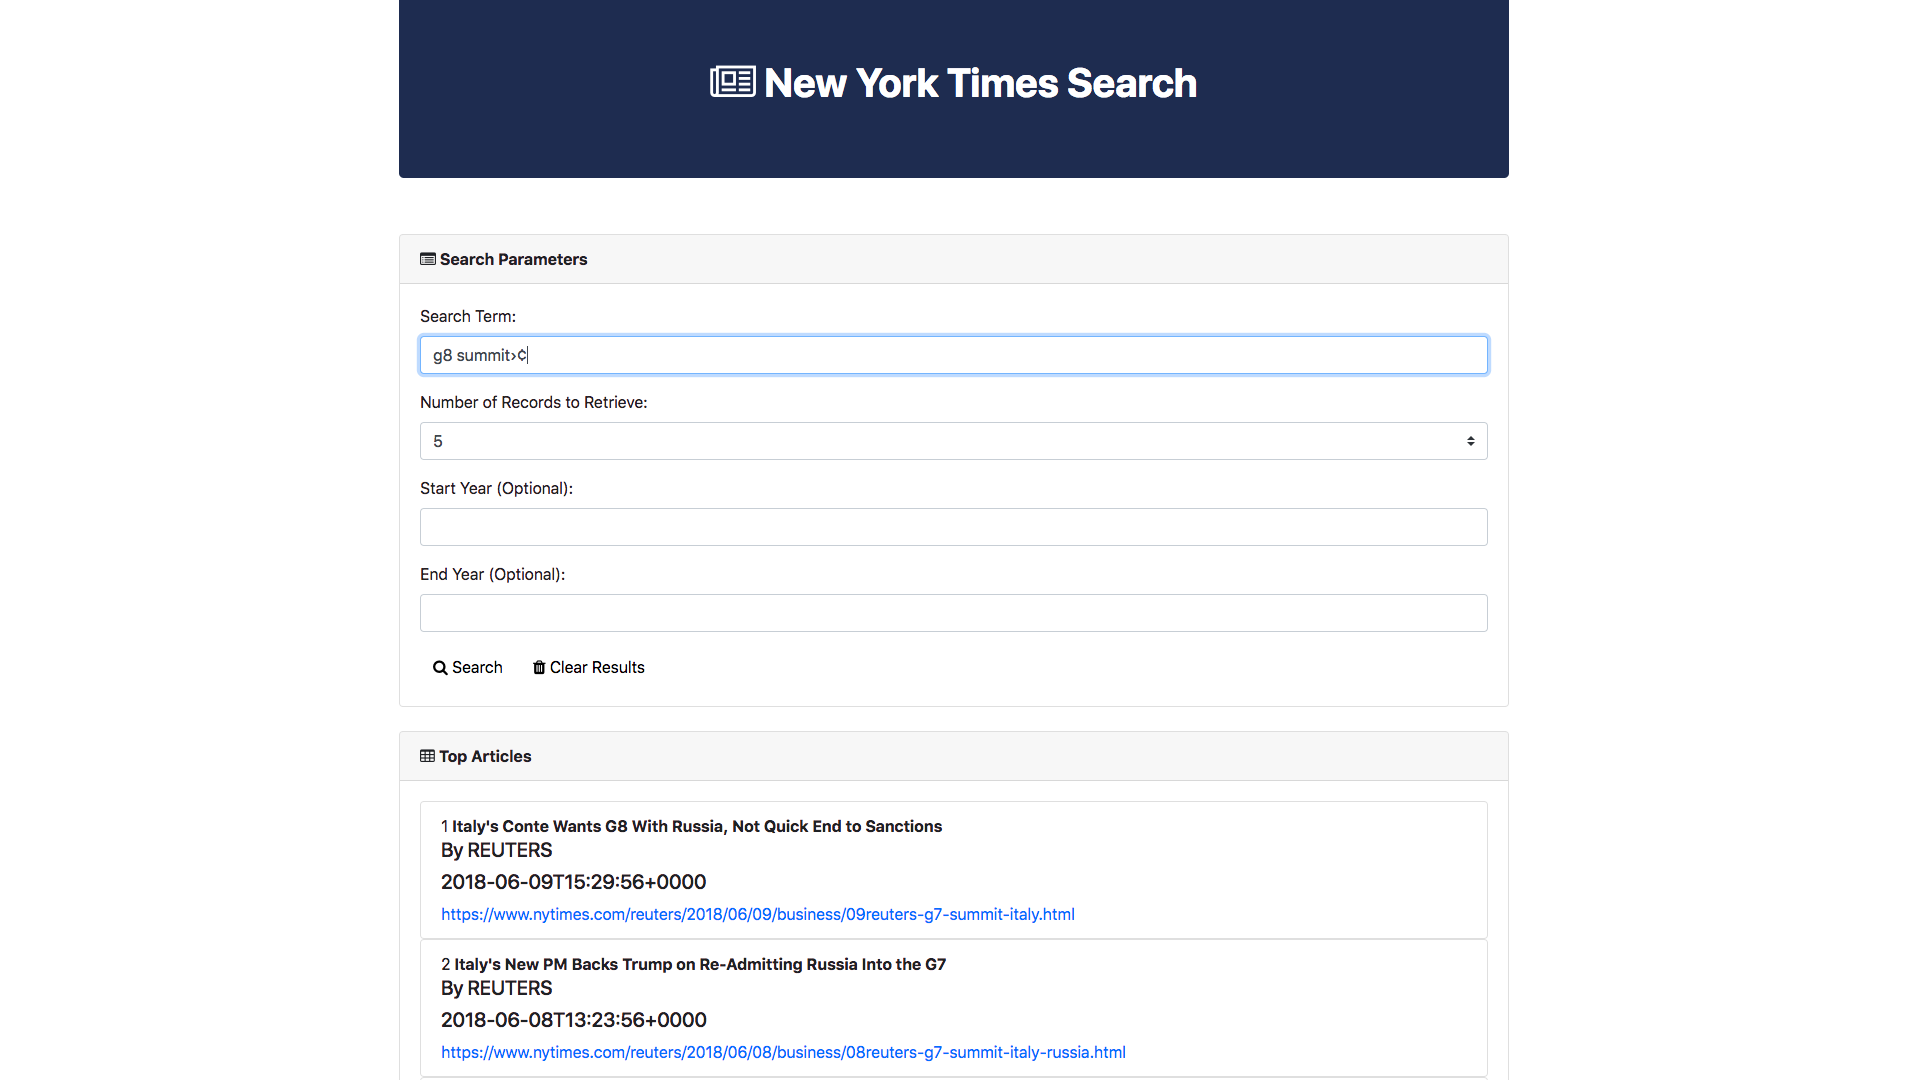 New York Times Search
Search Parameters
Search Term:
g8 summit›¢
Number of Records to Retrieve:
5
Start Year (Optional):
End Year (Optional):
Search Clear Results
Top Articles
1 Italy's Conte Wants G8 With Russia, Not Quick End to Sanctions
By REUTERS
2018-06-09T15:29:56+0000
https://www.nytimes.com/reuters/2018/06/09/business/09reuters-g7-summit-italy.html
2 Italy's New PM Backs Trump on Re-Admitting Russia Into the G7
By REUTERS
2018-06-08T13:23:56+0000
https://www.nytimes.com/reuters/2018/06/08/business/08reuters-g7-summit-italy-russia.html